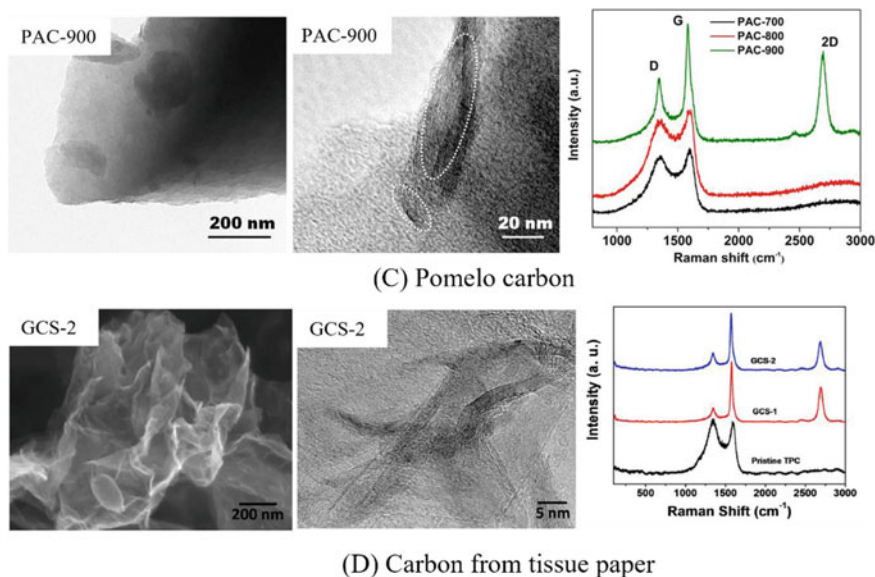 PAC-900
200 nm
PAC-900
20 nm
PAC-700
PAC-800
PAC-900
D
G
2D
Intensity (a.u.)
1000 1500 2000 2500 3000
Raman shift (cm⁻¹)
(C) Pomelo carbon
GCS-2
200 nm
GCS-2
5 nm
GCS-2
GCS-1
Pristine TPC
Intensity (a. u.)
500 1000 1500 2000 2500 3000
Raman Shift (cm⁻¹)
(D) Carbon from tissue paper